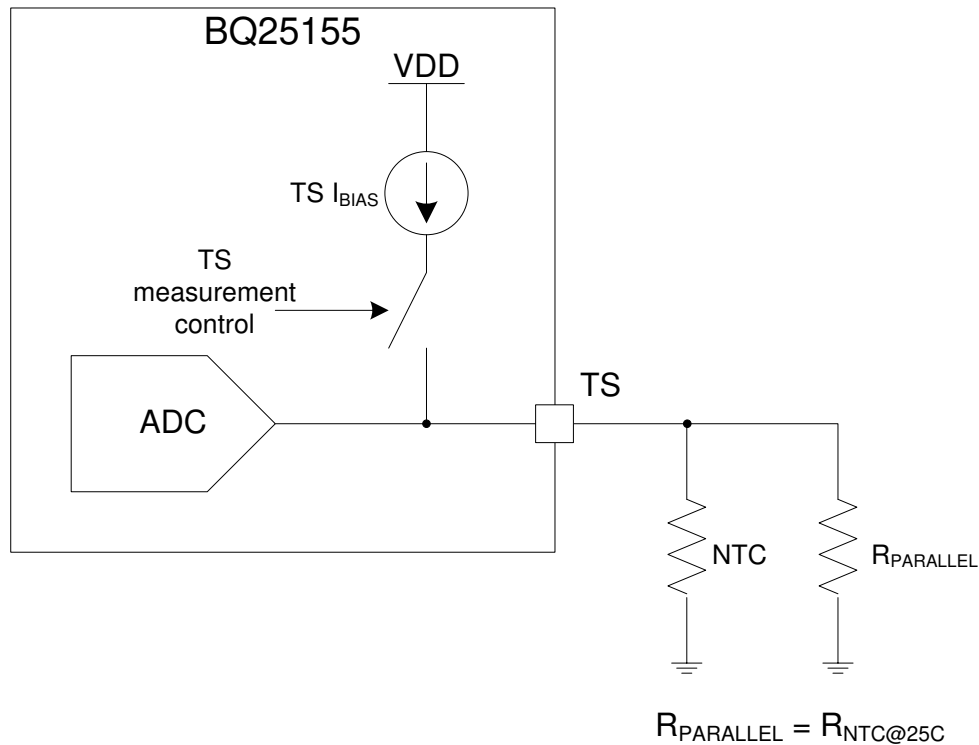 BQ25155
VDD
TS I_BIAS
TS
measurement
control
ADC
TS
NTC
R_PARALLEL
R_PARALLEL = R_NTC@25C